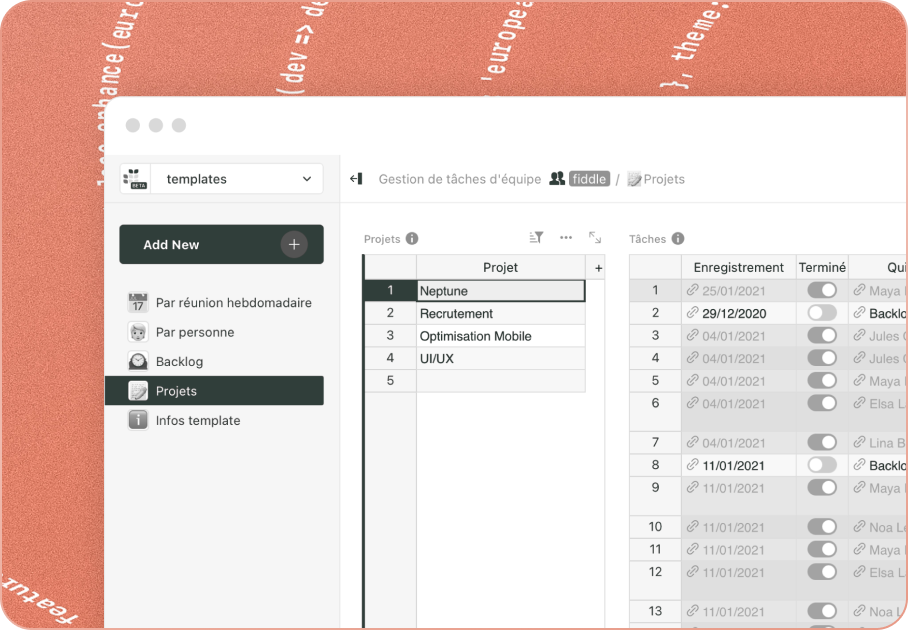 enhance(euro
(dev => de
'europea
}, theme:
featur
BETA
templates
Gestion de tâches d'équipe fiddle / Projets
Add New
17
Par réunion hebdomadaire
Par personne
Backlog
Projets
Infos template
Projets
Projet
+
1 Neptune
2 Recrutement
3 Optimisation Mobile
4 UI/UX
5
Tâches
Enregistrement Terminé Qui
1 25/01/2021 Maya
2 29/12/2020 Backlo
3 04/01/2021 Jules
4 04/01/2021 Jules
5 04/01/2021 Maya
6 04/01/2021 Elsa L
7 04/01/2021 Lina B
8 11/01/2021 Backlo
9 11/01/2021 Maya
10 11/01/2021 Noa Le
11 11/01/2021 Maya
12 11/01/2021 Elsa L
13 11/01/2021 Noa L